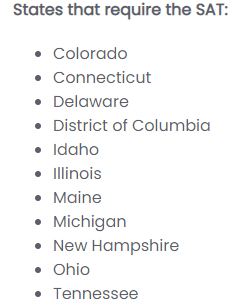 States that require the SAT:
• Colorado
• Connecticut
• Delaware
• District of Columbia
• Idaho
• Illinois
• Maine
• Michigan
• New Hampshire
• Ohio
• Tennessee